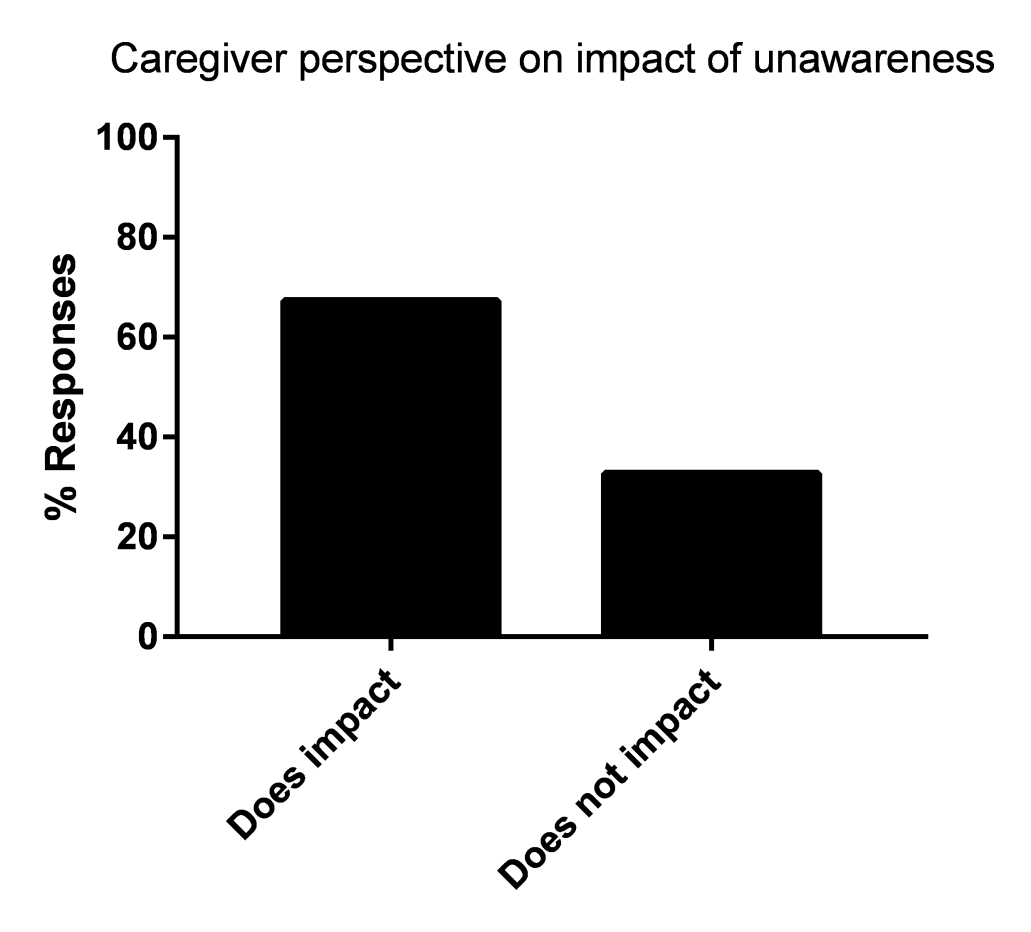 Caregiver perspective on impact of unawareness
100
80
60
40
20
0
% Responses
Does impact
Does not impact